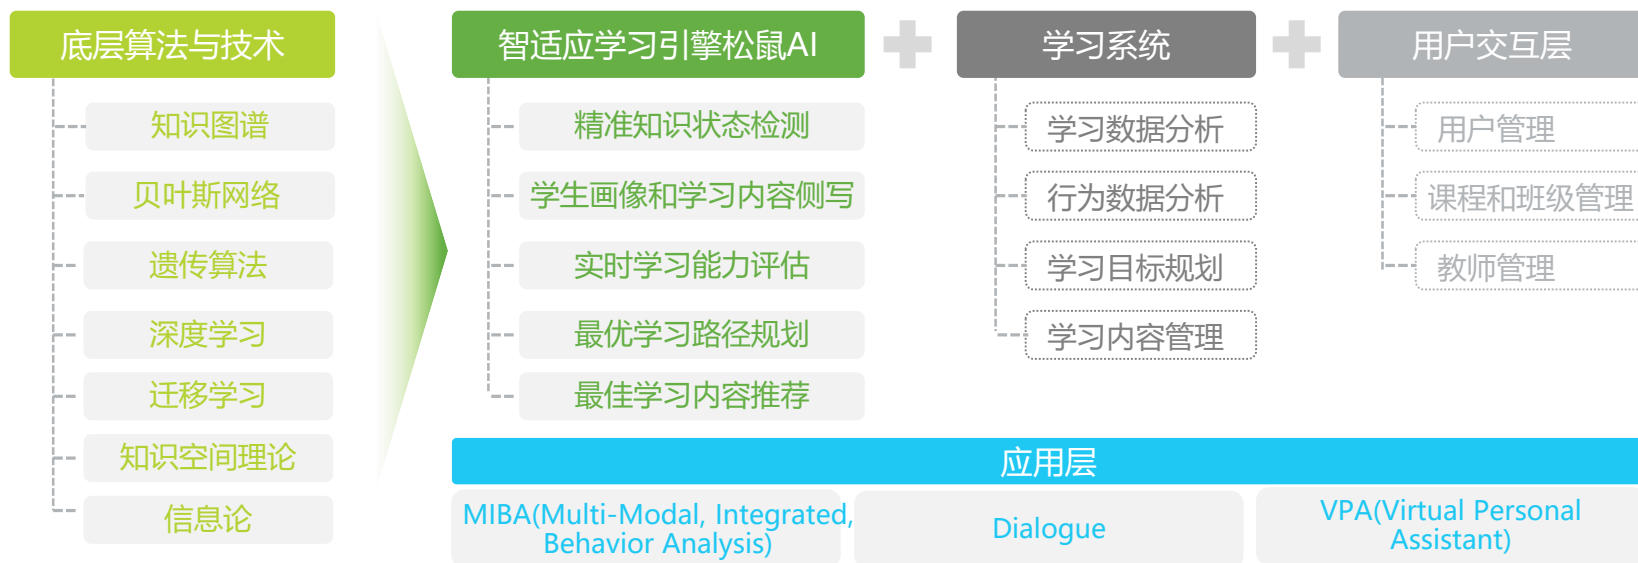 底层算法与技术
知识图谱
贝叶斯网络
遗传算法
深度学习
迁移学习
知识空间理论
信息论
智适应学习引擎松鼠AI
精准知识状态检测
学生画像和学习内容侧写
实时学习能力评估
最优学习路径规划
最佳学习内容推荐
学习系统
学习数据分析
行为数据分析
学习目标规划
学习内容管理
用户交互层
用户管理
课程和班级管理
教师管理
应用层
MIBA(Multi-Modal, Integrated,
Behavior Analysis)
Dialogue
VPA(Virtual Personal
Assistant)